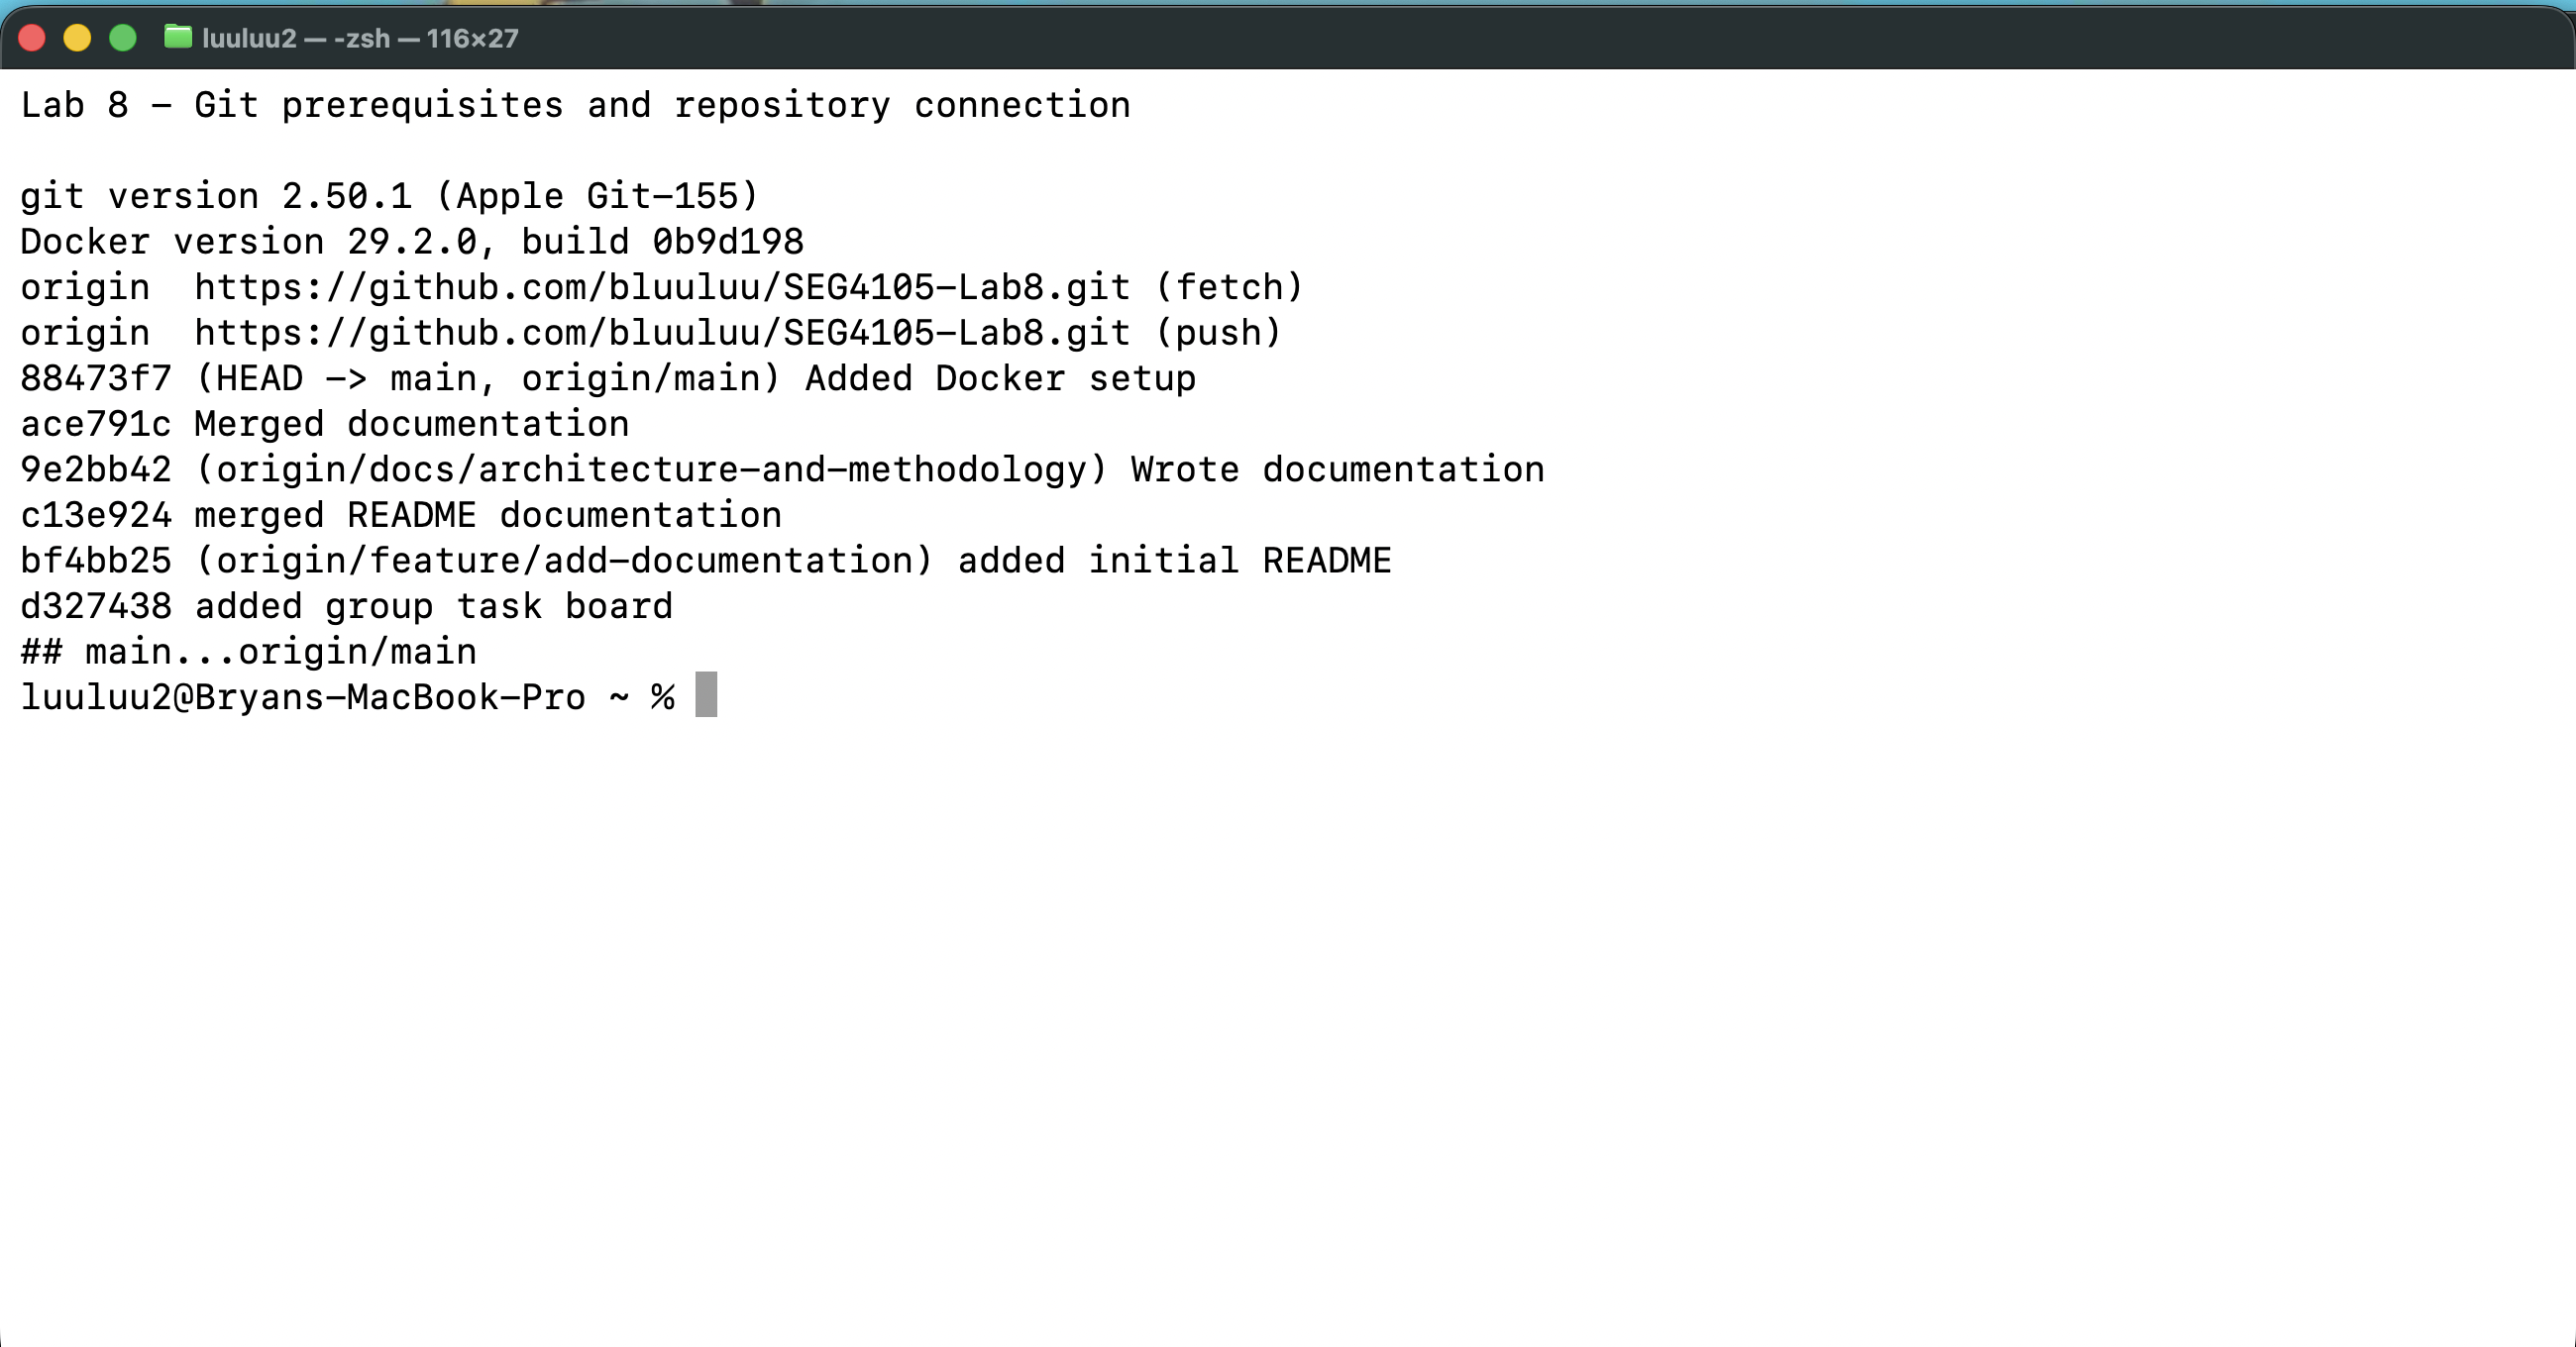 luuluu2 — -zsh — 116×27
Lab 8 - Git prerequisites and repository connection
git version 2.50.1 (Apple Git-155)
Docker version 29.2.0, build 0b9d198
origin  https://github.com/bluuluu/SEG4105-Lab8.git (fetch)
origin  https://github.com/bluuluu/SEG4105-Lab8.git (push)
88473f7 (HEAD -> main, origin/main) Added Docker setup
ace791c Merged documentation
9e2bb42 (origin/docs/architecture-and-methodology) Wrote documentation
c13e924 merged README documentation
bf4bb25 (origin/feature/add-documentation) added initial README
d327438 added group task board
## main...origin/main
luuluu2@Bryans-MacBook-Pro ~ %